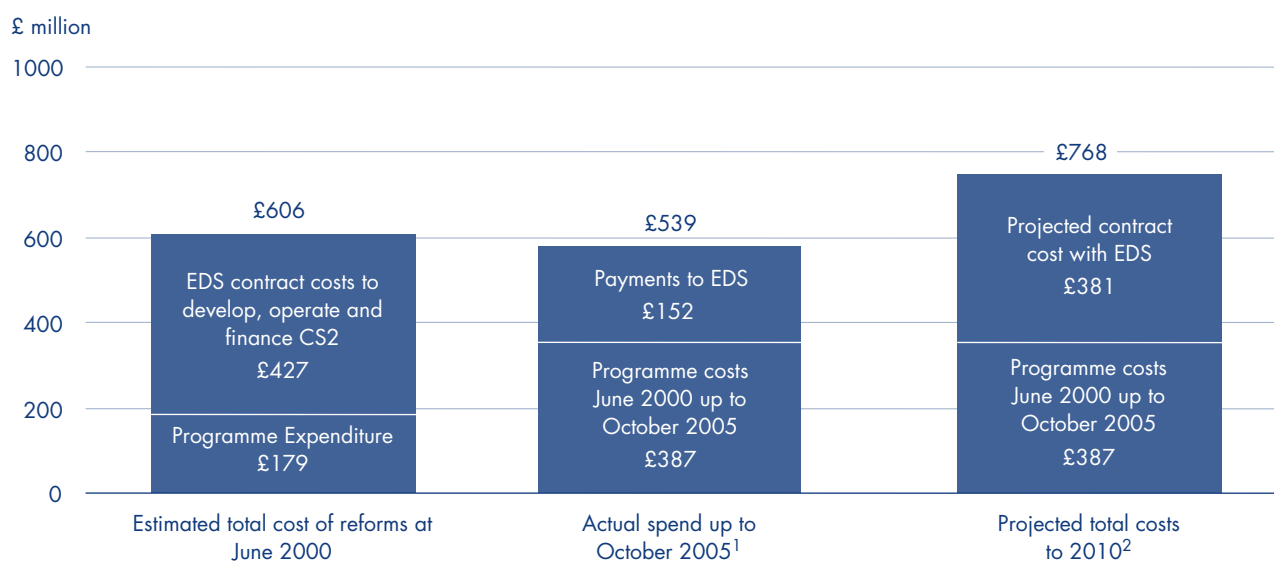 £ million
1000
800
600
400
200
0
£606
EDS contract costs to
develop, operate and
finance CS2
£427
Programme Expenditure
£179
Estimated total cost of reforms at
June 2000
£539
Payments to EDS
£152
Programme costs
June 2000 up to
October 2005
£387
Actual spend up to
October 2005¹
£768
Projected contract
cost with EDS
£381
Programme costs
June 2000 up to
October 2005
£387
Projected total costs
to 2010²